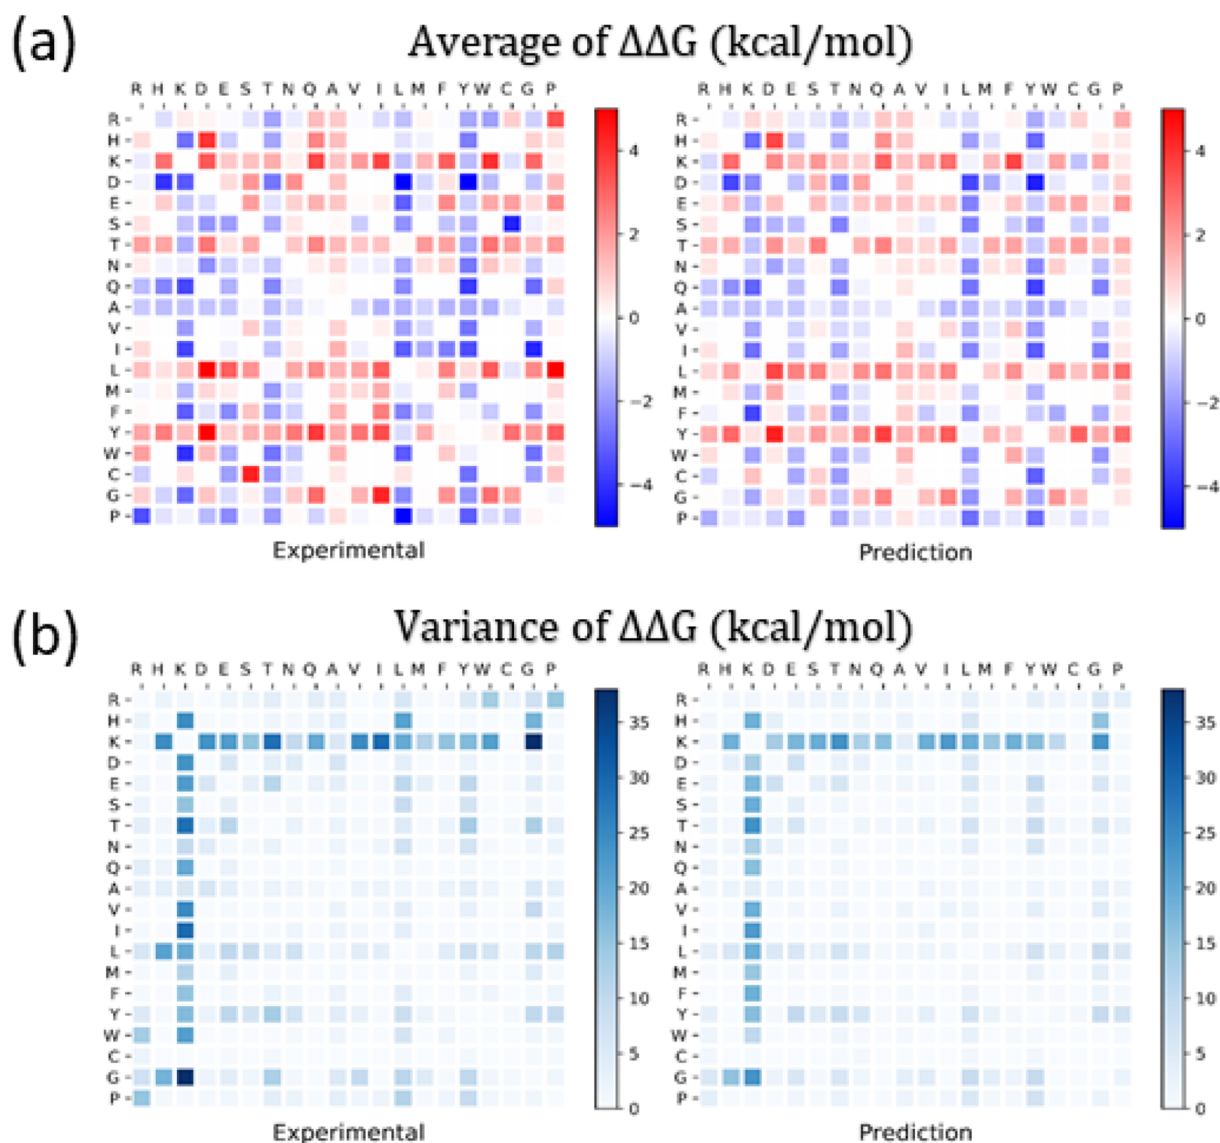 (a)
Average of ΔΔG (kcal/mol)
R H K D E S T N Q A V I L M F Y W C G P
R H K D E S T N Q A V I L M F Y W C G P
R
H
K
D
E
S
T
N
Q
A
V
I
L
M
F
Y
W
C
G
P
4
2
0
−2
−4
R
H
K
D
E
S
T
N
Q
A
V
I
L
M
F
Y
W
C
G
P
4
2
0
−2
−4
Experimental
Prediction
(b)
Variance of ΔΔG (kcal/mol)
R H K D E S T N Q A V I L M F Y W C G P
R H K D E S T N Q A V I L M F Y W C G P
R
H
K
D
E
S
T
N
Q
A
V
I
L
M
F
Y
W
C
G
P
35
30
25
20
15
10
5
0
R
H
K
D
E
S
T
N
Q
A
V
I
L
M
F
Y
W
C
G
P
35
30
25
20
15
10
5
0
Experimental
Prediction